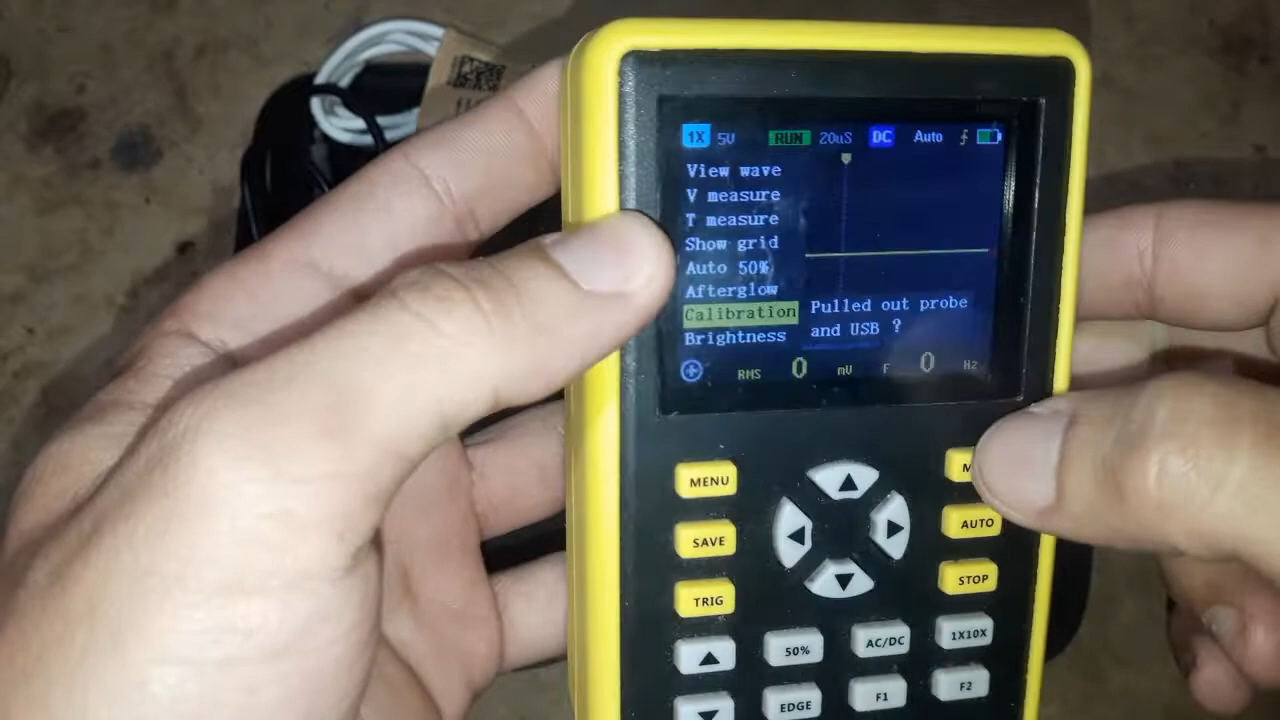 1X 5V RUN 20uS DC Auto
View wave
V measure
T measure
Show grid
Auto 50%
Afterglow
Calibration
Brightness
Pulled out probe
and USB ?
RMS 0 mV F 0 Hz
MENU
SAVE
AUTO
TRIG
STOP
50% AC/DC 1X10X
EDGE F1 F2